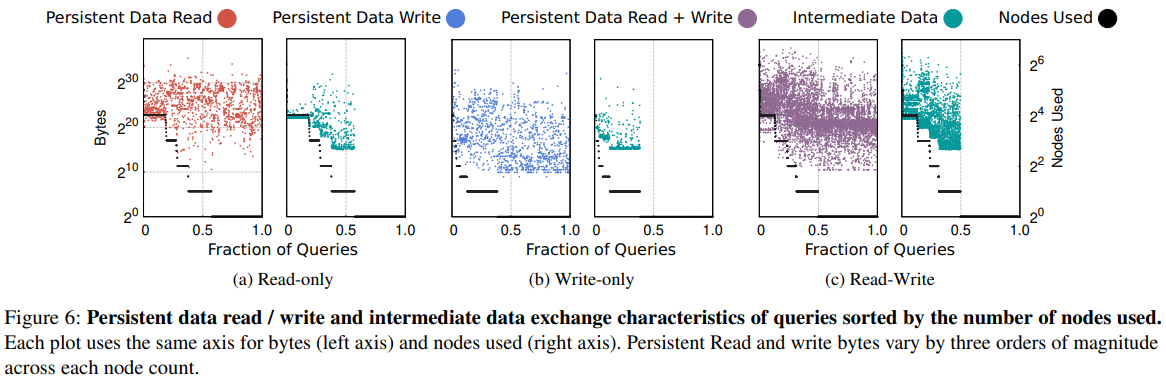 Persistent Data Read Persistent Data Write Persistent Data Read + Write Intermediate Data Nodes Used
Bytes
2^30
2^20
2^10
2^0
0 0.5 1.0 0 0.5 1.0
Fraction of Queries
(a) Read-only
0 0.5 1.0 0 0.5 1.0
Fraction of Queries
(b) Write-only
0 0.5 1.0 0 0.5 1.0
Fraction of Queries
(c) Read-Write
2^6
2^4
2^2
2^0
Nodes Used
Figure 6: Persistent data read / write and intermediate data exchange characteristics of queries sorted by the number of nodes used.
Each plot uses the same axis for bytes (left axis) and nodes used (right axis). Persistent Read and write bytes vary by three orders of magnitude
across each node count.